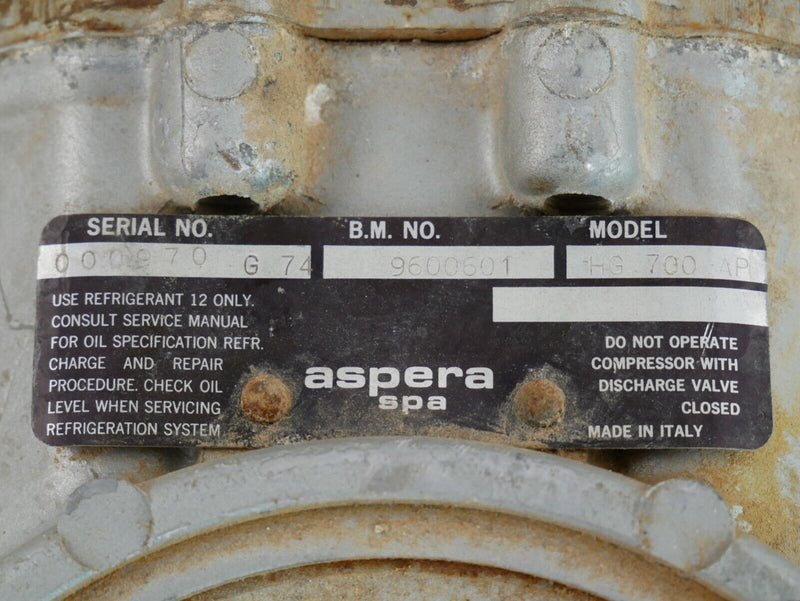 SERIAL NO. B.M. NO. MODEL
000970 G 74 9600601 HG 700 AP
USE REFRIGERANT 12 ONLY.
CONSULT SERVICE MANUAL
FOR OIL SPECIFICATION REFR.
CHARGE AND REPAIR
PROCEDURE. CHECK OIL
LEVEL WHEN SERVICING
REFRIGERATION SYSTEM
aspera
spa
DO NOT OPERATE
COMPRESSOR WITH
DISCHARGE VALVE
CLOSED
MADE IN ITALY